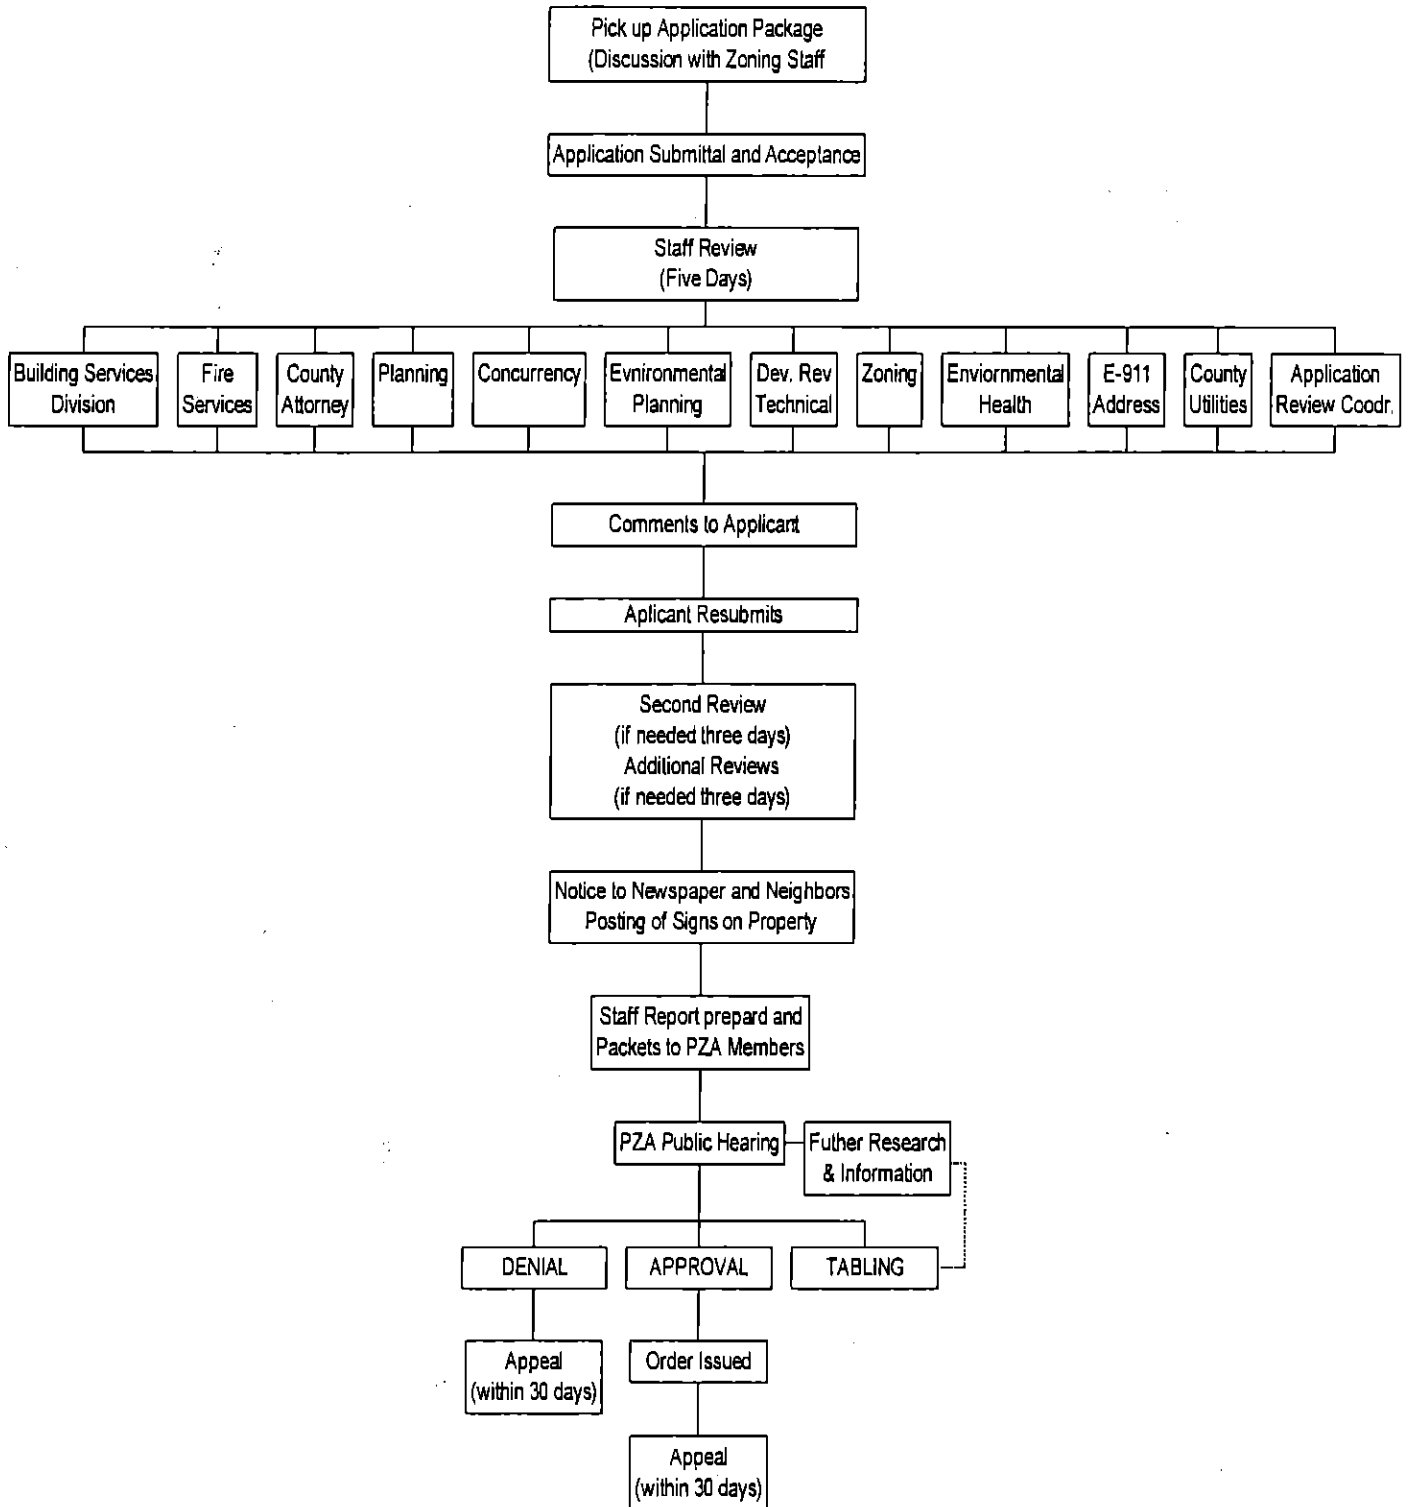 Pick up Application Package
(Discussion with Zoning Staff
Application Submittal and Acceptance
Staff Review
(Five Days)
Building Services
Division
Fire
Services
County
Attorney
Planning
Concurrency
Evnironmental
Planning
Dev. Rev
Technical
Zoning
Enviornmental
Health
E-911
Address
County
Utilities
Application
Review Coodr.
Comments to Applicant
Aplicant Resubmits
Second Review
(if needed three days)
Additional Reviews
(if needed three days)
Notice to Newspaper and Neighbors
Posting of Signs on Property
Staff Report prepard and
Packets to PZA Members
PZA Public Hearing
Futher Research
& Information
DENIAL
APPROVAL
TABLING
Appeal
(within 30 days)
Order Issued
Appeal
(within 30 days)